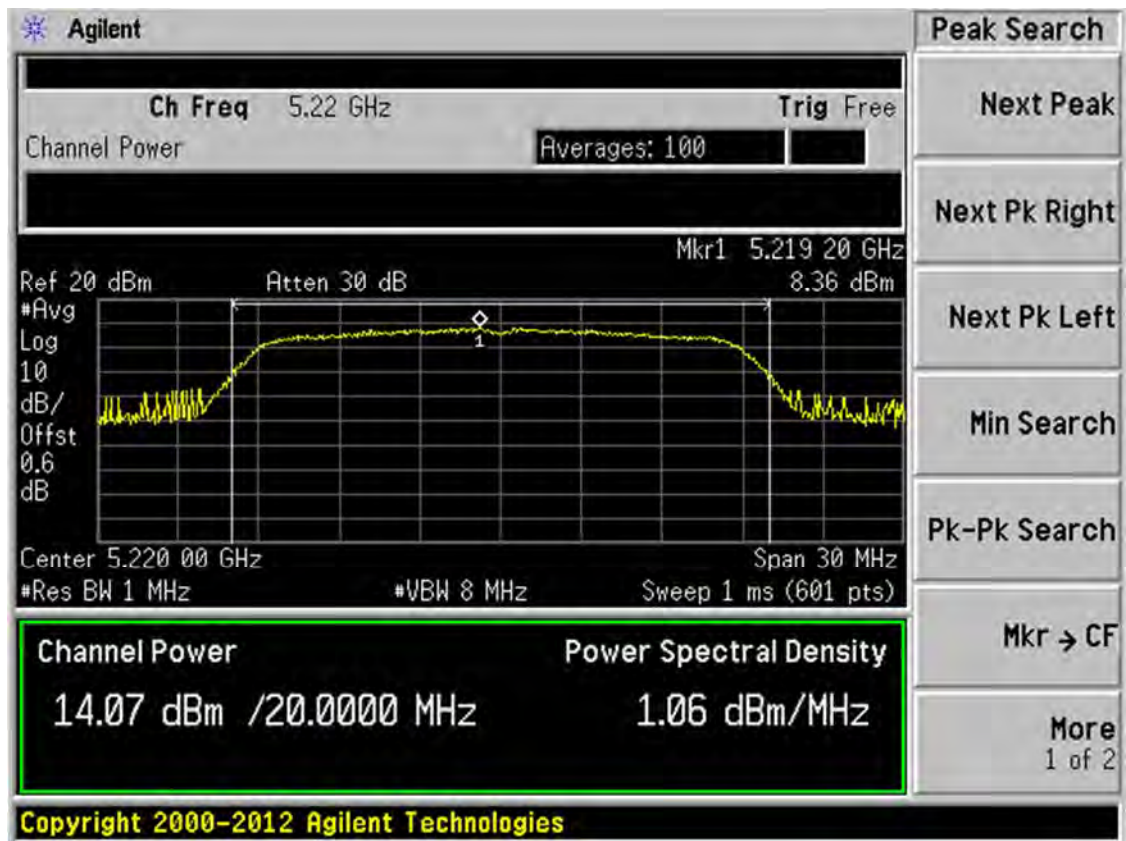 Agilent
Peak Search
Ch Freq 5.22 GHz Trig Free
Channel Power Averages: 100
Mkr1 5.219 20 GHz
Ref 20 dBm Atten 30 dB 8.36 dBm
#Avg
Log
10
dB/
Offst
0.6
dB
1
Center 5.220 00 GHz Span 30 MHz
#Res BW 1 MHz #VBW 8 MHz Sweep 1 ms (601 pts)
Channel Power Power Spectral Density
14.07 dBm /20.0000 MHz 1.06 dBm/MHz
Next Peak
Next Pk Right
Next Pk Left
Min Search
Pk-Pk Search
Mkr → CF
More
1 of 2
Copyright 2000-2012 Agilent Technologies